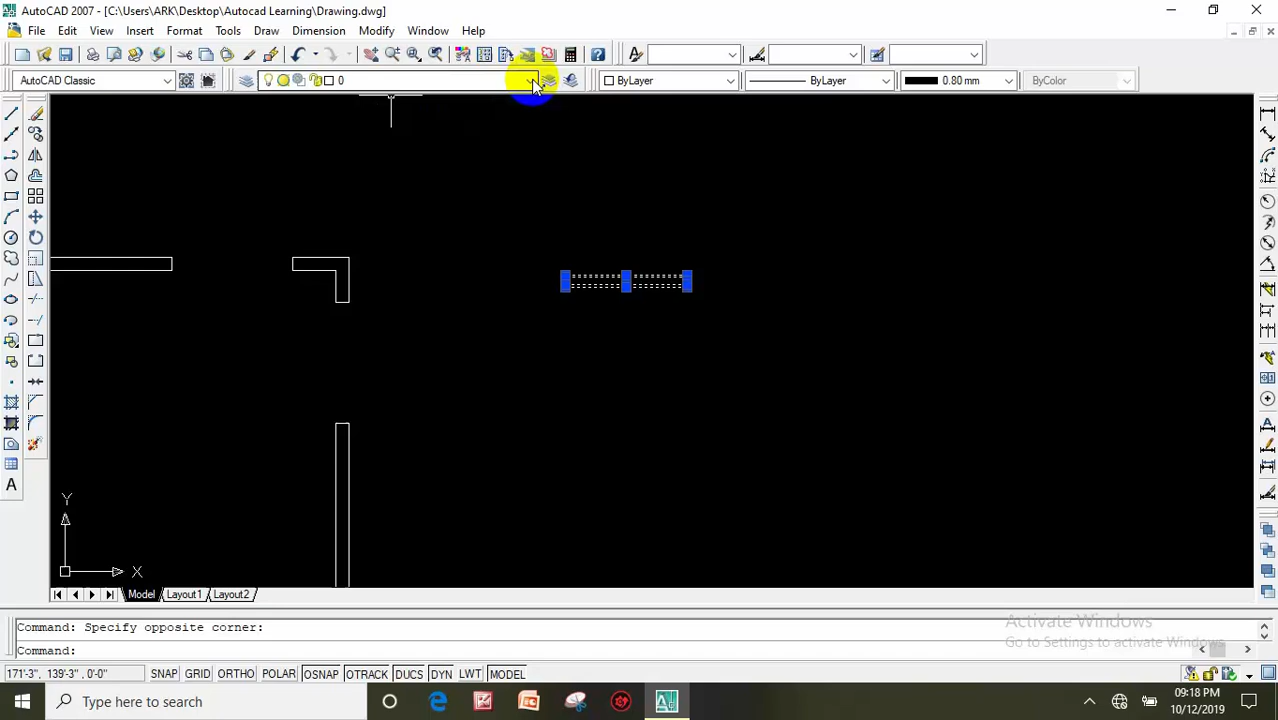 AutoCAD 2007 - [C:\Users\ARK\Desktop\Autocad Learning\Drawing.dwg]
File Edit View Insert Format Tools Draw Dimension Modify Window Help
AutoCAD Classic 0 ByLayer ByLayer 0.80 mm ByColor
Y
X
Model Layout1 Layout2
Command: Specify opposite corner:
Command:
Activate Windows
Go to Settings to activate Windows.
171'-3", 139'-3", 0'-0" SNAP GRID ORTHO POLAR OSNAP OTRACK DUCS DYN LWT MODEL
Type here to search
09:18 PM
10/12/2019